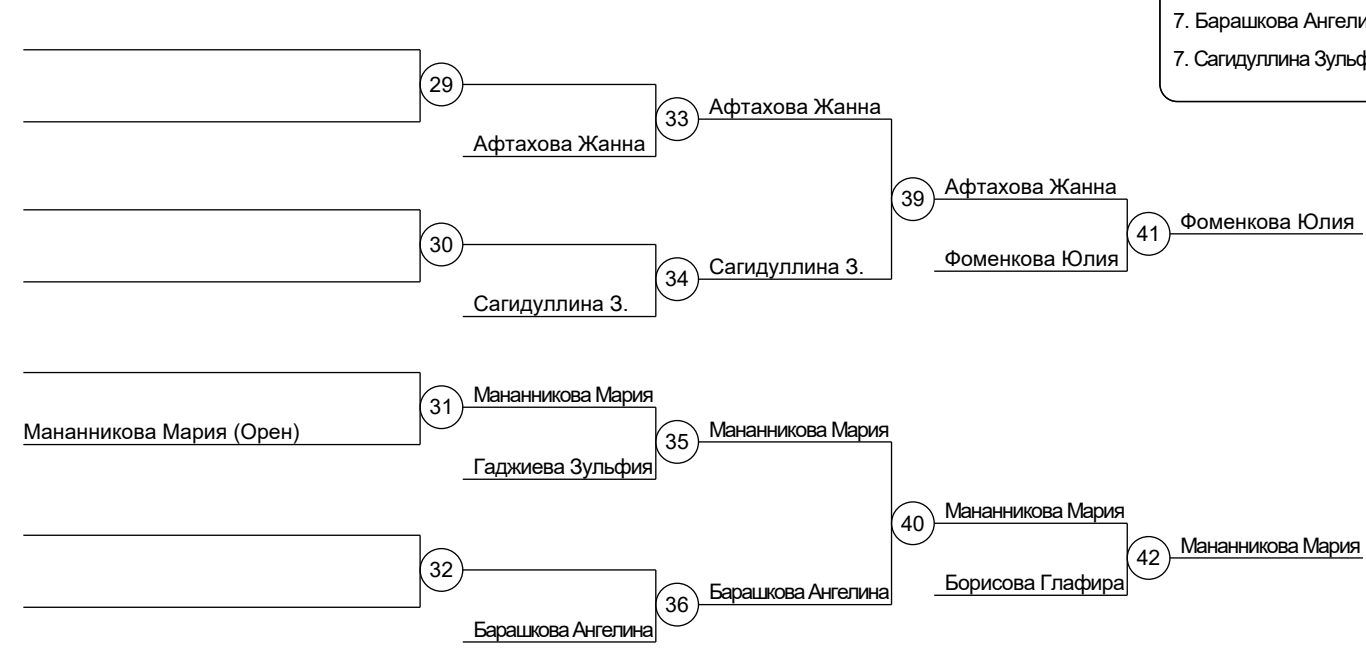 7. Барашкова
7. Сагидуллина
29
33
Афтахова Жанна
Афтахова Жанна
39
Афтахова Жанна
41
Фоменкова Юлия
30
34
Сагидуллина З.
Фоменкова Юлия
Сагидуллина З.
31
Мананникова Мария
Мананникова Мария (Орен)
35
Мананникова Мария
Гаджиева Зульфия
40
Мананникова Мария
42
Мананникова Мария
32
36
Барашкова Ангелина
Борисова Глафира
Барашкова Ангелина